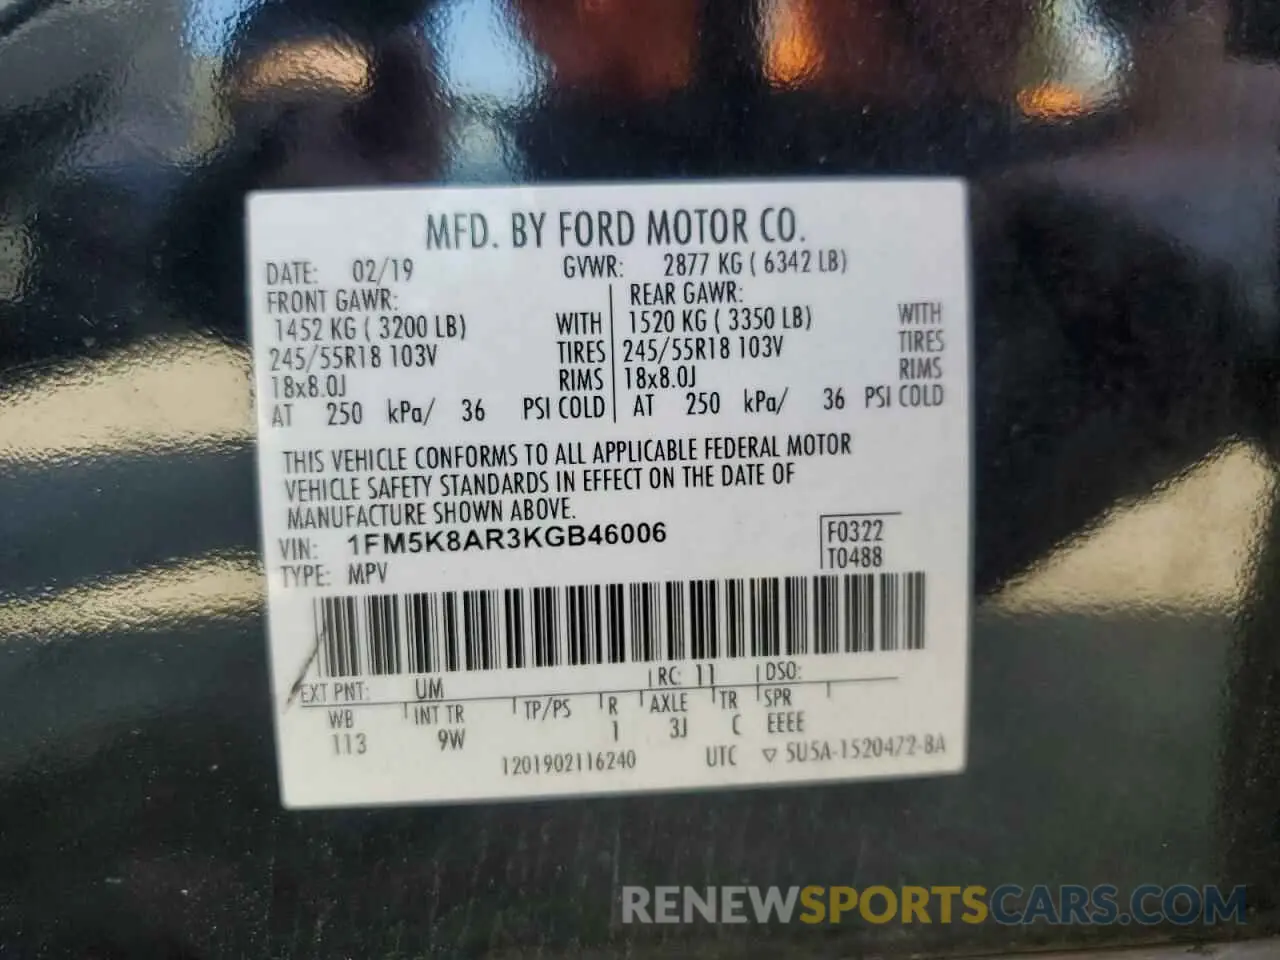 MFD. BY FORD MOTOR CO.
DATE: 02/19 GVWR: 2877 KG ( 6342 LB)
FRONT GAWR: REAR GAWR:
1452 KG ( 3200 LB) WITH 1520 KG ( 3350 LB) WITH
245/55R18 103V TIRES 245/55R18 103V TIRES
18x8.0J RIMS 18x8.0J RIMS
AT 250 kPa/ 36 PSI COLD AT 250 kPa/ 36 PSI COLD
THIS VEHICLE CONFORMS TO ALL APPLICABLE FEDERAL MOTOR
VEHICLE SAFETY STANDARDS IN EFFECT ON THE DATE OF
MANUFACTURE SHOWN ABOVE.
VIN: 1FM5K8AR3KGB46006 F0322
TYPE: MPV T0488
EXT PNT: UM RC: 11 DSO:
WB INT TR TP/PS R AXLE TR SPR
113 9W 1 3J C EEEE
1201902116240 UTC ▽ 5U5A-1520472-BA
RENEWSPORTSCARS.COM